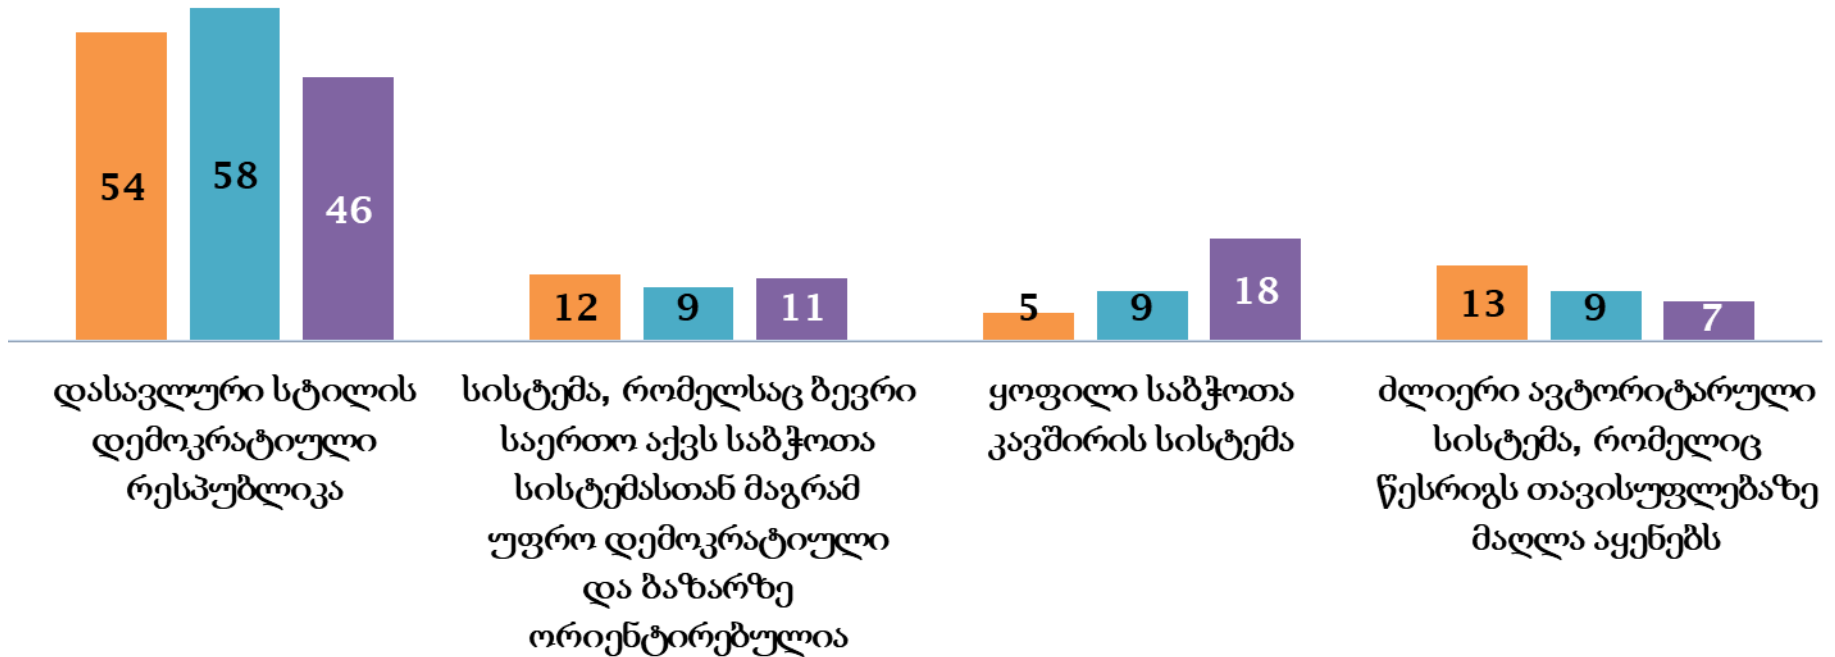 54 58 46
12 9 11
5 9 18
13 9 7
დასავლური სტილის
დემოკრატიული
რესპუბლიკა
სისტემა, რომელსაც ბევრი
საერთო აქვს საბჭოთა
სისტემასთან მაგრამ
უფრო დემოკრატიული
და ბაზარზე
ორიენტირებულია
ყოფილი საბჭოთა
კავშირის სისტემა
ძლიერი ავტორიტარული
სისტემა, რომელიც
წესრიგს თავისუფლებაზე
მაღლა აყენებს